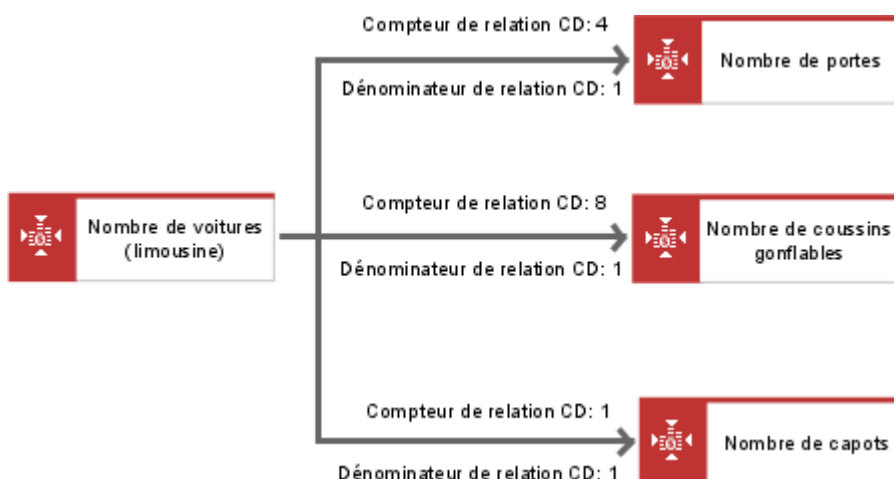 Compteur de relation CD: 4
Nombre de portes
Dénominateur de relation CD: 1
Compteur de relation CD: 8
Nombre de voitures
(limousine)
Nombre de coussins
gonflables
Dénominateur de relation CD: 1
Compteur de relation CD: 1
Nombre de capots
Dénominateur de relation CD: 1